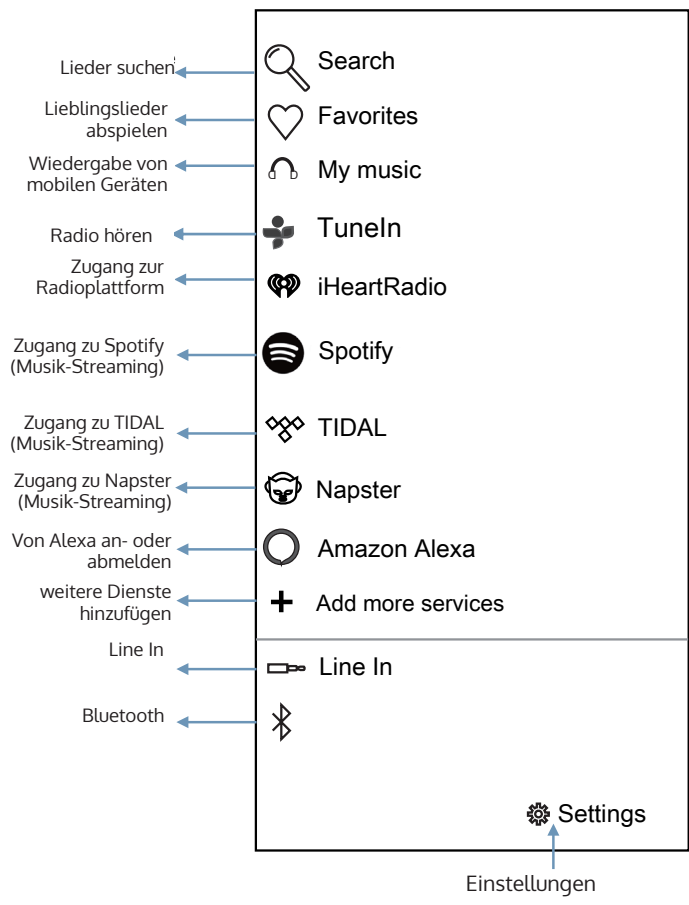 Lieder suchen
Search
Lieblingslieder
abspielen
Favorites
Wiedergabe von
mobilen Geräten
My music
Radio hören
TuneIn
Zugang zur
Radioplattform
iHeartRadio
Zugang zu Spotify
(Musik-Streaming)
Spotify
Zugang zu TIDAL
(Musik-Streaming)
TIDAL
Zugang zu Napster
(Musik-Streaming)
Napster
Von Alexa an- oder
abmelden
Amazon Alexa
weitere Dienste
hinzufügen
Add more services
Line In
Line In
Bluetooth
Settings
Einstellungen